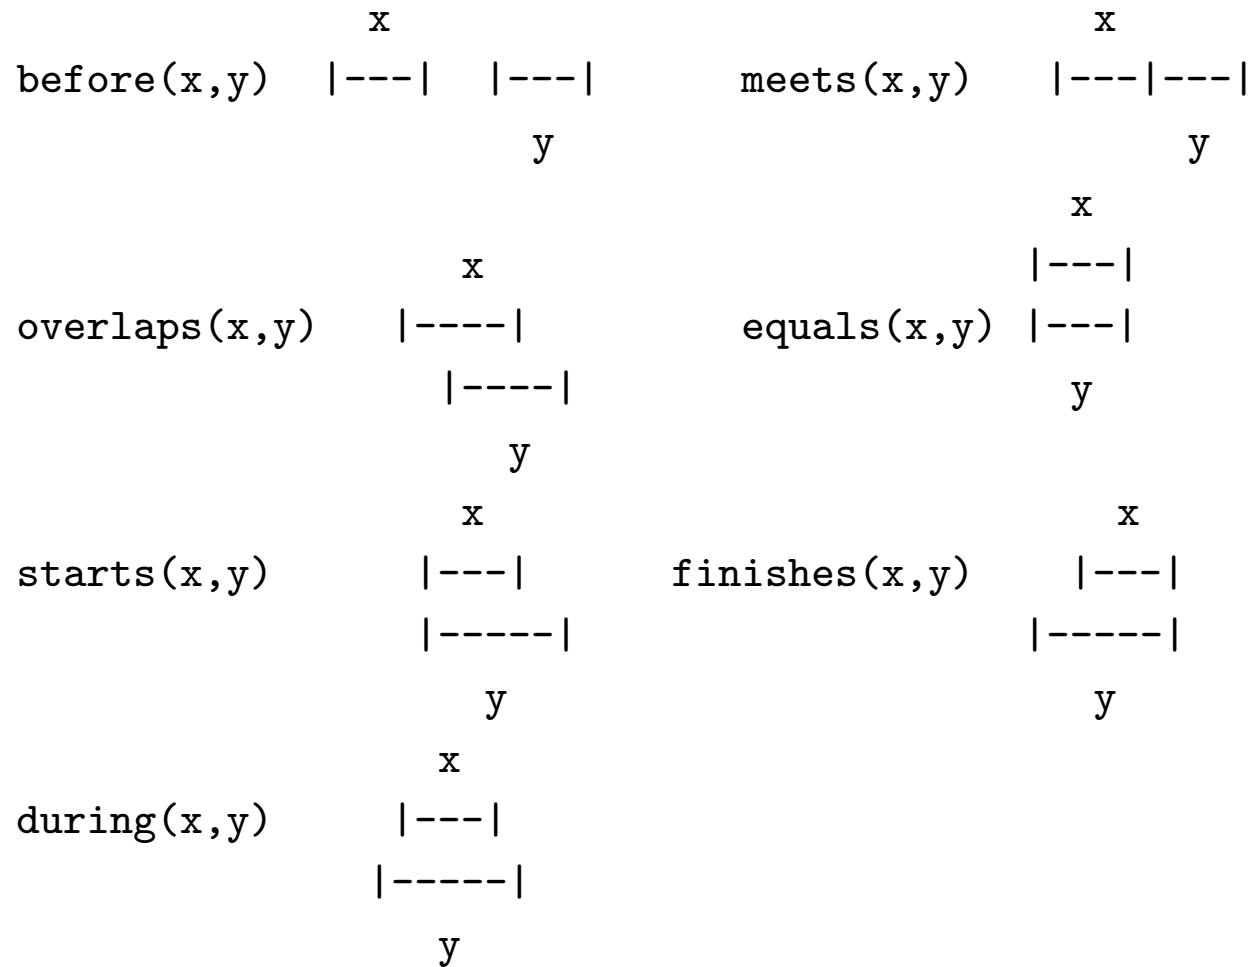 x x
before(x,y) |---| |---| meets(x,y) |---|---|
y y
x
x |---|
overlaps(x,y) |----| equals(x,y) |---|
|----| y
y
x x
starts(x,y) |---| finishes(x,y) |---|
|-----| |-----|
y y
x
during(x,y) |---|
|-----|
y